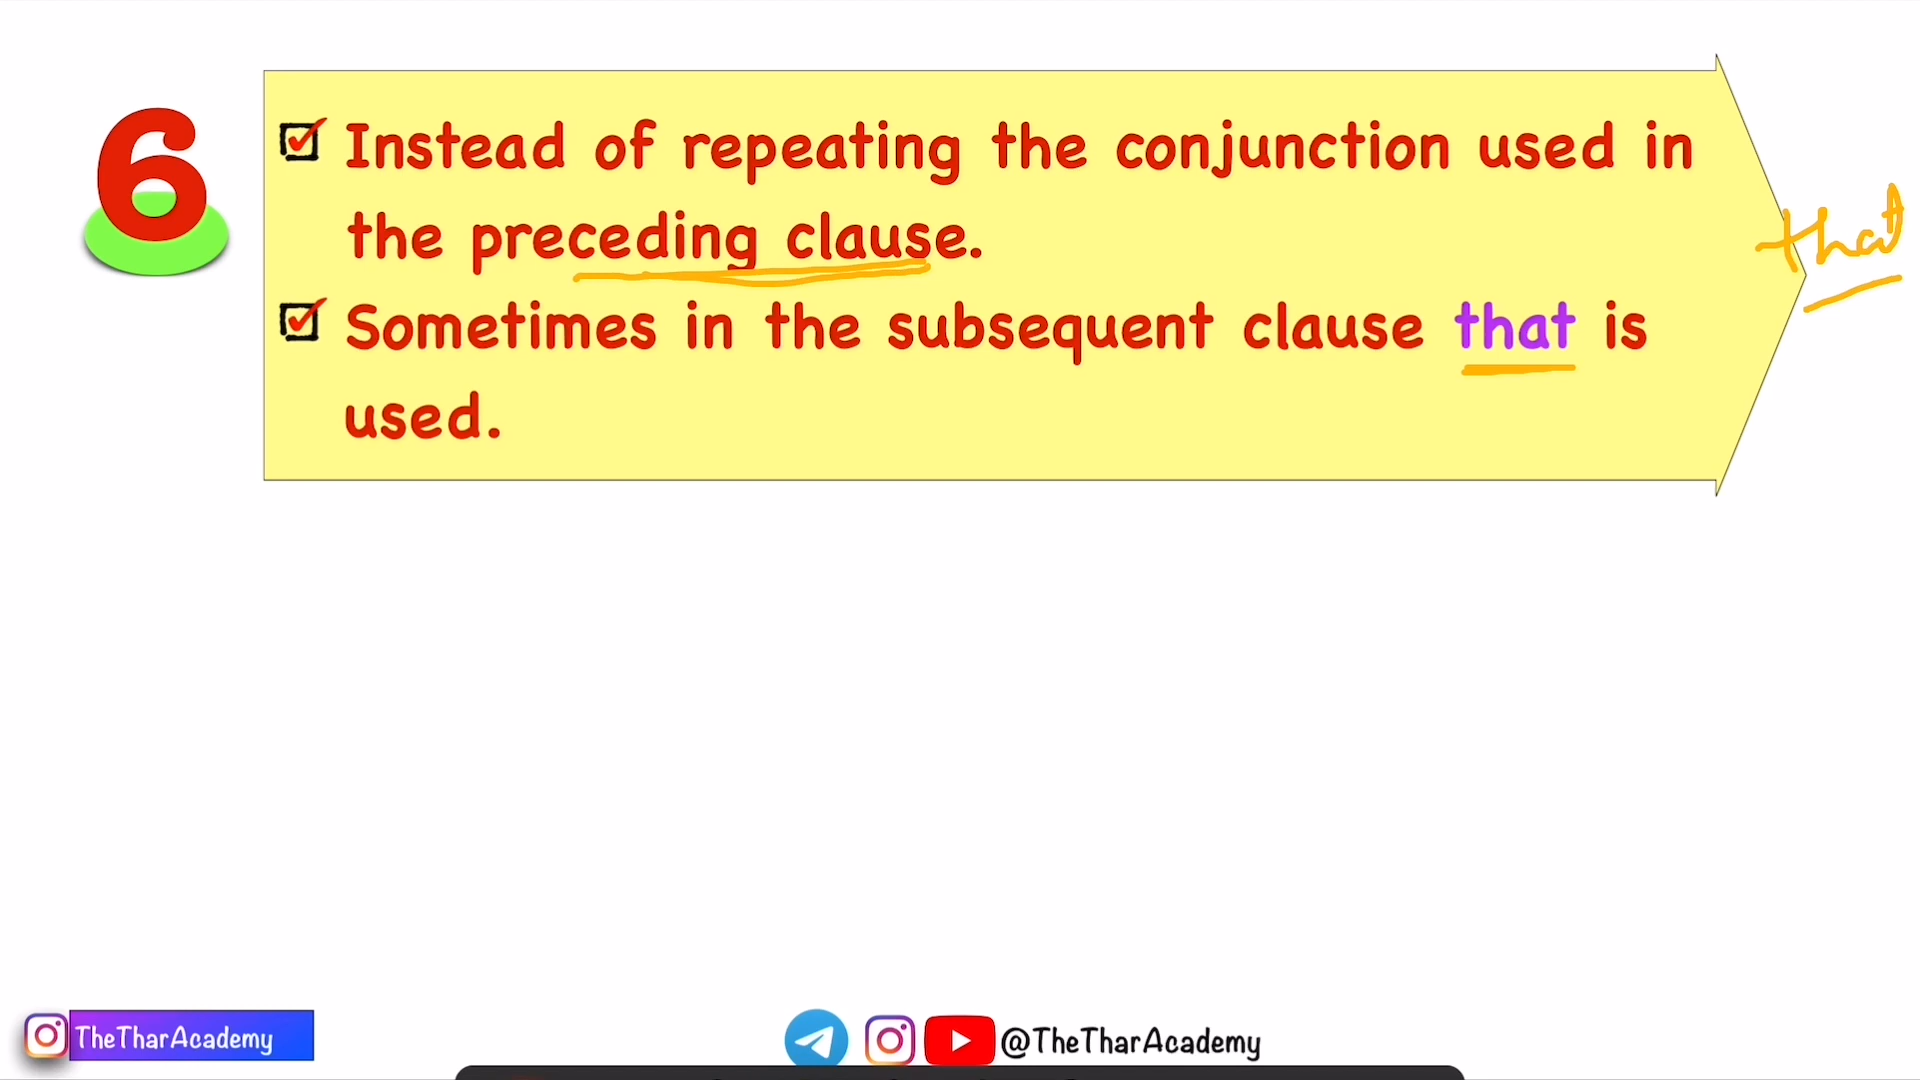 6
Instead of repeating the conjunction used in
the preceding clause.
that
Sometimes in the subsequent clause that is
used.
TheTharAcademy
@TheTharAcademy